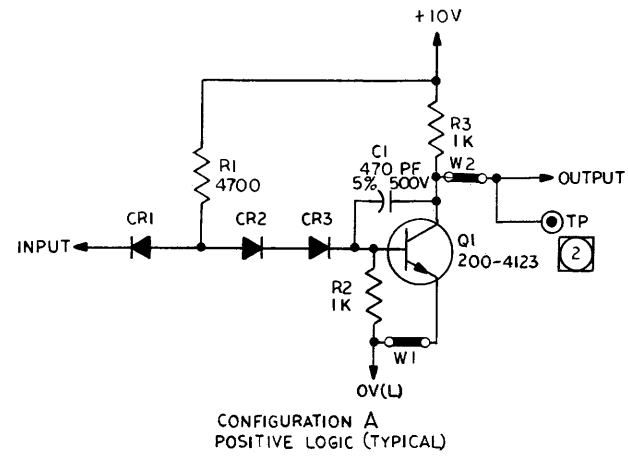 +10V
R3
1K
C1
470 PF
5% 500V
W2
R1
4700
OUTPUT
CR1
CR2
CR3
TP
INPUT
Q1
200-4123
2
R2
1K
W1
0V(L)
CONFIGURATION A
POSITIVE LOGIC (TYPICAL)